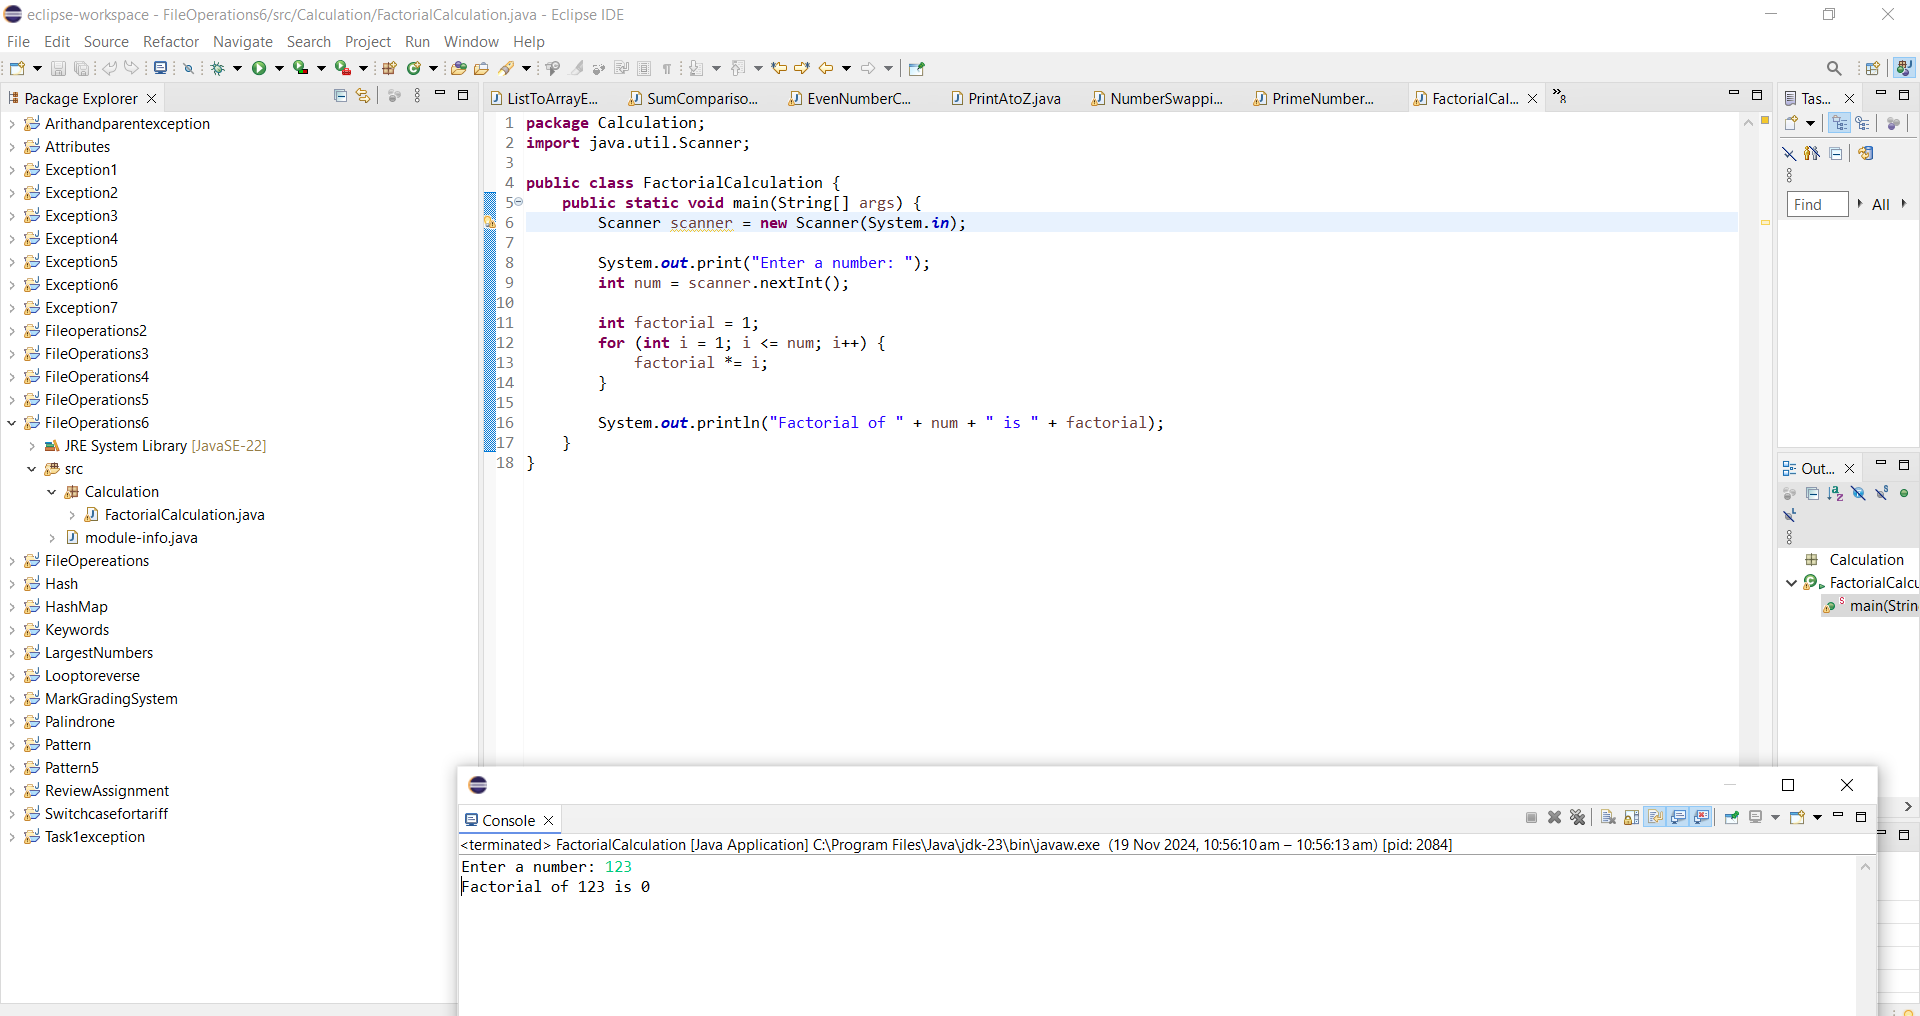 eclipse-workspace - FileOperations6/src/Calculation/FactorialCalculation.java - Eclipse IDE
File Edit Source Refactor Navigate Search Project Run Window Help
Package Explorer
Arithandparentexception
Attributes
Exception1
Exception2
Exception3
Exception4
Exception5
Exception6
Exception7
Fileoperations2
FileOperations3
FileOperations4
FileOperations5
FileOperations6
JRE System Library [JavaSE-22]
src
Calculation
FactorialCalculation.java
module-info.java
FileOpereations
Hash
HashMap
Keywords
LargestNumbers
Looptoreverse
MarkGradingSystem
Palindrone
Pattern
Pattern5
ReviewAssignment
Switchcasefortariff
Task1exception
ListToArrayE... SumCompariso... EvenNumberC... PrintAtoZ.java NumberSwappi... PrimeNumber... FactorialCal... »8
1 package Calculation;
2 import java.util.Scanner;
3
4 public class FactorialCalculation {
5     public static void main(String[] args) {
6         Scanner scanner = new Scanner(System.in);
7
8         System.out.print("Enter a number: ");
9         int num = scanner.nextInt();
10
11         int factorial = 1;
12         for (int i = 1; i <= num; i++) {
13             factorial *= i;
14         }
15
16         System.out.println("Factorial of " + num + " is " + factorial);
17     }
18 }
Tas...
Find All
Out...
Calculation
FactorialCalcu
main(Strin
Console
<terminated> FactorialCalculation [Java Application] C:\Program Files\Java\jdk-23\bin\javaw.exe (19 Nov 2024, 10:56:10 am – 10:56:13 am) [pid: 2084]
Enter a number: 123
Factorial of 123 is 0